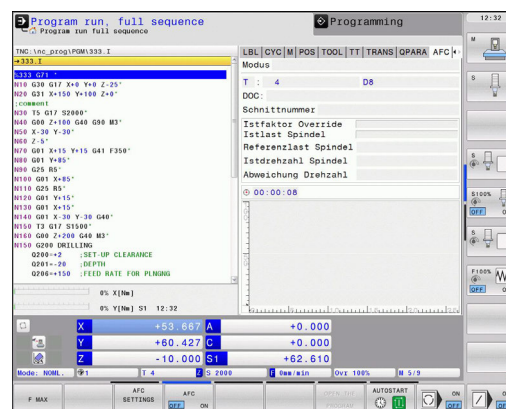 Program run, full sequence
Program run full sequence
Programming
12:32
TNC:\nc_prog\PGM\333.I
→333.I
%333 G71 *
N10 G30 G17 X+0 Y+0 Z-25*
N20 G31 X+150 Y+100 Z+0*
;comment
N30 T5 G17 S2000*
N40 G00 Z+100 G40 G90 M3*
N50 X-30 Y-30*
N60 Z-5*
N70 G01 X+15 Y+15 G41 F350*
N80 G01 Y+85*
N90 G25 R5*
N100 G01 X+85*
N110 G25 R5*
N120 G01 Y+15*
N130 G01 X+15*
N140 G01 X-30 Y-30 G40*
N150 T3 G17 S1500*
N160 G00 Z+200 G40 M3*
N150 G200 DRILLING
Q200=+2 ;SET-UP CLEARANCE
Q201=-20 ;DEPTH
Q206=+150 ;FEED RATE FOR PLNGNG
0% X[Nm]
0% Y[Nm] S1 12:32
LBL CYC M POS TOOL TT TRANS QPARA AFC
Modus
T : 4 D8
DOC:
Schnittnummer
Istfaktor Override
Istlast Spindel
Referenzlast Spindel
Istdrehzahl Spindel
Abweichung Drehzahl
00:00:08
X +53.667 A +0.000
Y +60.427 C +0.000
Z -10.000 S1 +62.610
Mode: NOML. 1 T 4 Z S 2000 F 0mm/min Ovr 100% M 5/9
F MAX
AFC SETTINGS
AFC
OFF ON
AUTOSTART
ON
M
S
S
S100%
OFF ON
S
F100%
OFF ON